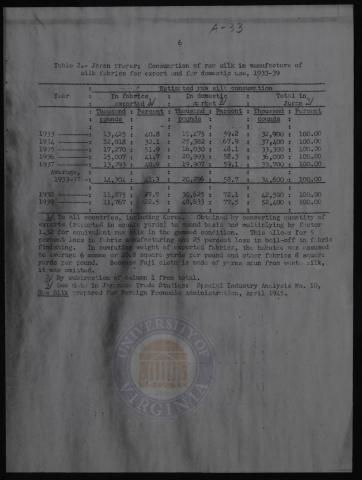 A-33
6
Table 2.- Japan proper: Consumption of raw silk in manufacture of
silk fabrics for export and for domestic use, 1933-39
Estimated raw silk consumption
Year : In fabrics exported 1/ : In domestic market 2/ : Total in Japan 3/
Thousand pounds : Percent : Thousand pounds : Percent : Thousand pounds : Percent
1933 : 13,425 : 40.8 : 19,475 : 59.2 : 32,900 : 100.00
1934 : 12,018 : 32.1 : 25,382 : 67.9 : 37,400 : 100.00
1935 : 17,270 : 51.9 : 16,030 : 48.1 : 33,300 : 100.00
1936 : 15,007 : 41.7 : 20,993 : 58.3 : 36,000 : 100.00
1937 : 13,793 : 40.9 : 19,907 : 59.1 : 33,700 : 100.00
Average,
1933-37 : 14,304 : 41.3 : 20,296 : 58.7 : 34,600 : 100.00
1938 : 11,875 : 27.9 : 30,625 : 72.1 : 42,500 : 100.00
1939 : 11,767 : 22.5 : 40,633 : 77.5 : 52,400 : 100.00
1/ To all countries, including Korea. Obtained by converting quantity of
exports (reported in square yards) to pound basis and multiplying by factor
1.32 for equivalent raw silk in the gummed condition. This allows for 5
percent loss in fabric manufacturing and 25 percent loss in boil-off in fabric
finishing. In computing weight of exported fabrics, the habutae was assumed
to average 6 momme or 20.8 square yards per pound and other fabrics 8 square
yards per pound. Because Fuji cloth is made of yarns spun from waste silk,
it was omitted.
2/ By subtraction of column 1 from total.
3/ See data in Japanese Trade Studies: Special Industry Analysis No. 10,
Raw Silk prepared for Foreign Economic Administration, April 1945.
UNIVERSITY OF
VIRGINIA